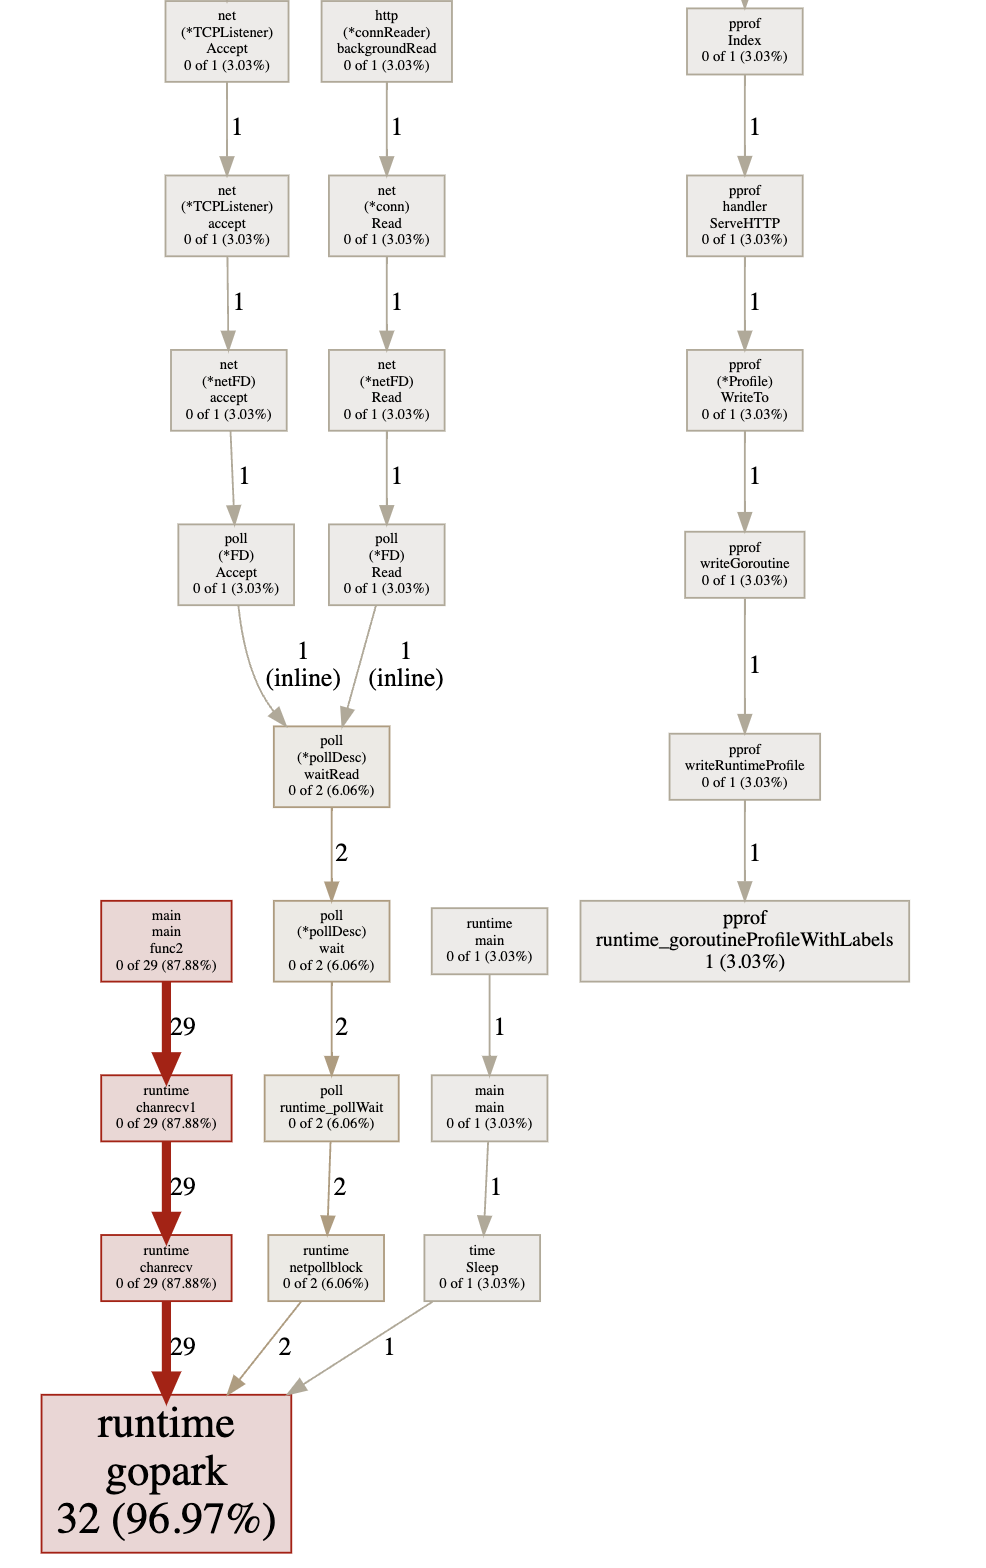 net
(*TCPListener)
Accept
0 of 1 (3.03%)
http
(*connReader)
backgroundRead
0 of 1 (3.03%)
pprof
Index
0 of 1 (3.03%)
1
1
1
net
(*TCPListener)
accept
0 of 1 (3.03%)
net
(*conn)
Read
0 of 1 (3.03%)
pprof
handler
ServeHTTP
0 of 1 (3.03%)
1
1
1
net
(*netFD)
accept
0 of 1 (3.03%)
net
(*netFD)
Read
0 of 1 (3.03%)
pprof
(*Profile)
WriteTo
0 of 1 (3.03%)
1
1
1
poll
(*FD)
Accept
0 of 1 (3.03%)
poll
(*FD)
Read
0 of 1 (3.03%)
pprof
writeGoroutine
0 of 1 (3.03%)
1
(inline)
1
(inline)
1
poll
(*pollDesc)
waitRead
0 of 2 (6.06%)
pprof
writeRuntimeProfile
0 of 1 (3.03%)
2
1
main
main
func2
0 of 29 (87.88%)
poll
(*pollDesc)
wait
0 of 2 (6.06%)
runtime
main
0 of 1 (3.03%)
pprof
runtime_goroutineProfileWithLabels
1 (3.03%)
29
2
1
runtime
chanrecv1
0 of 29 (87.88%)
poll
runtime_pollWait
0 of 2 (6.06%)
main
main
0 of 1 (3.03%)
29
2
1
runtime
chanrecv
0 of 29 (87.88%)
runtime
netpollblock
0 of 2 (6.06%)
time
Sleep
0 of 1 (3.03%)
29
2
1
runtime
gopark
32 (96.97%)